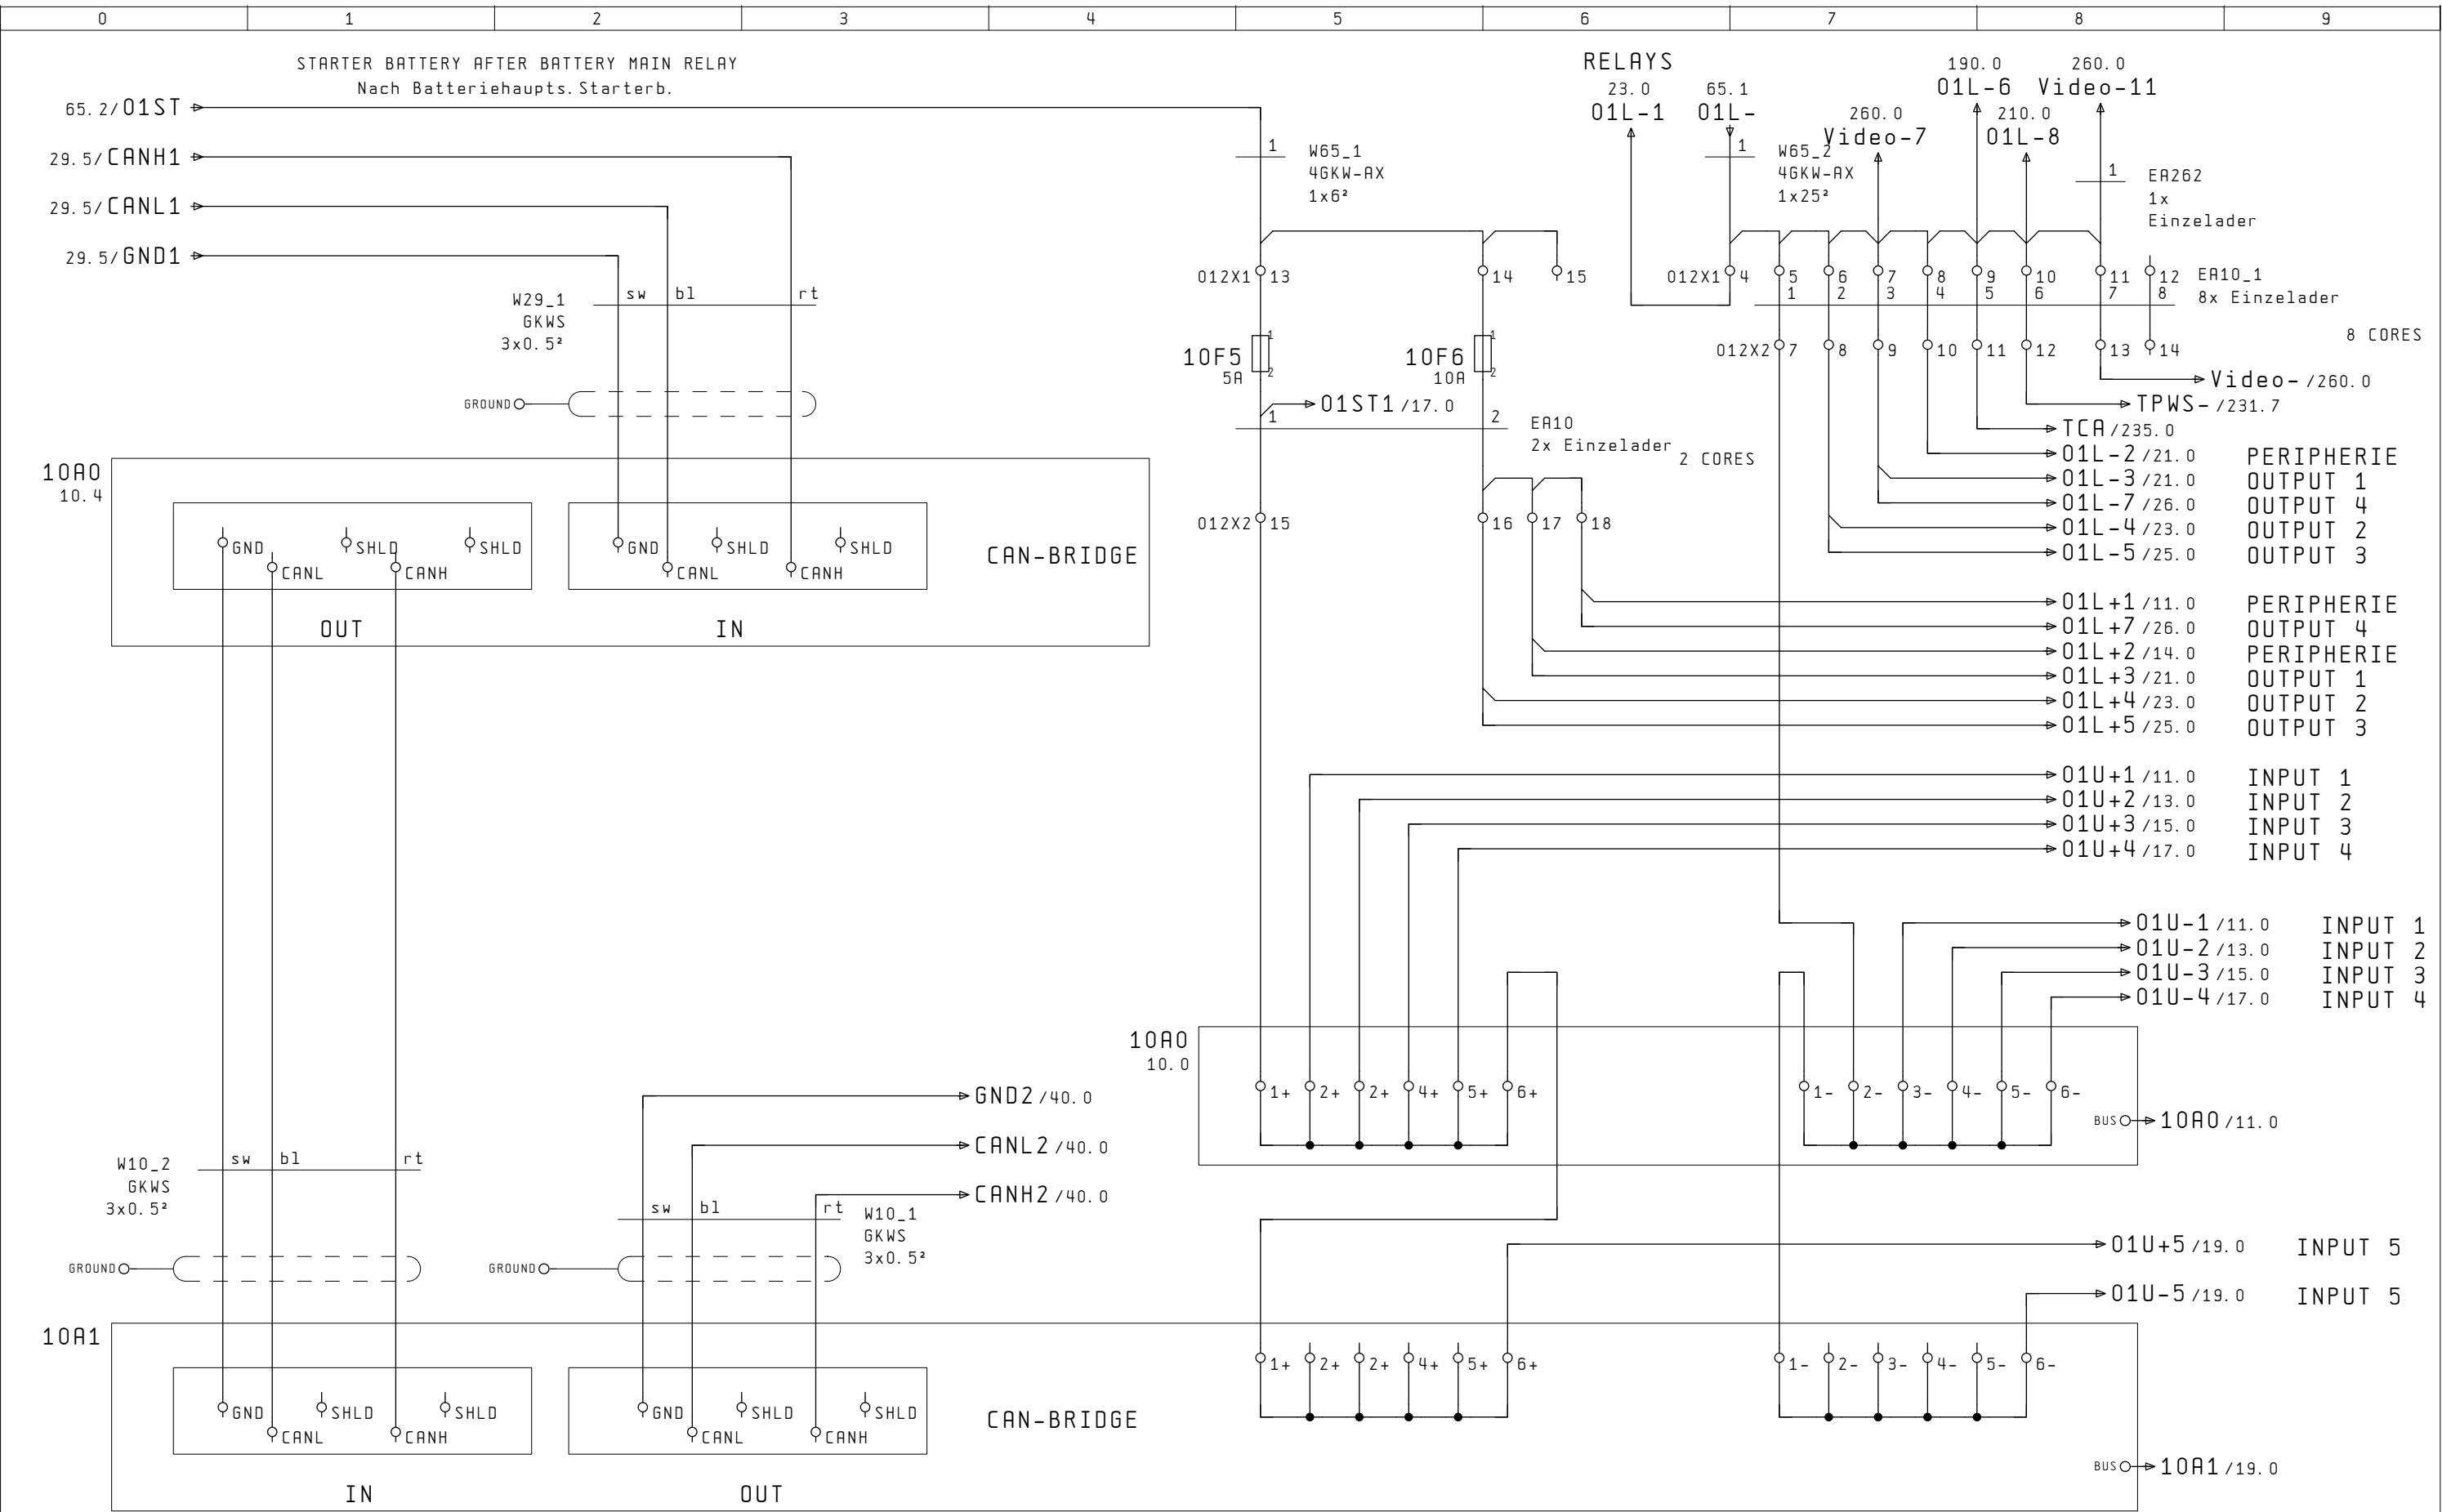 0 1 2 3 4 5 6 7 8 9
STARTER BATTERY AFTER BATTERY MAIN RELAY
Nach Batteriehaupts.Starterb.
65.2/01ST
29.5/CANH1
29.5/CANL1
29.5/GND1
W29_1
GKWS
3x0.5²
sw bl rt
GROUND
10A0
10.4
GND SHLD SHLD
CANL CANH
OUT
GND SHLD SHLD
CANL CANH
IN
CAN-BRIDGE
W10_2
GKWS
3x0.5²
sw bl rt
GROUND
GND2/40.0
CANL2/40.0
CANH2/40.0
sw bl rt
W10_1
GKWS
3x0.5²
GROUND
10A1
GND SHLD SHLD
CANL CANH
IN
GND SHLD SHLD
CANL CANH
OUT
CAN-BRIDGE
1
W65_1
4GKW-AX
1x6²
012X1 13 14 15
10F5
5A
1
2
10F6
10A
1
2
01ST1/17.0
1 2
EA10
2x Einzelader
2 CORES
012X2 15 16 17 18
RELAYS
23.0
01L-1
65.1
01L-
1
W65_2
4GKW-AX
1x25²
260.0
Video-7
190.0
01L-6
210.0
01L-8
260.0
Video-11
1
EA262
1x
Einzelader
012X1 4 5 6 7 8 9 10 11 12
1 2 3 4 5 6 7 8
EA10_1
8x Einzelader
8 CORES
012X2 7 8 9 10 11 12 13 14
Video-/260.0
TPWS-/231.7
TCA/235.0
01L-2/21.0 PERIPHERIE
01L-3/21.0 OUTPUT 1
01L-7/26.0 OUTPUT 4
01L-4/23.0 OUTPUT 2
01L-5/25.0 OUTPUT 3
01L+1/11.0 PERIPHERIE
01L+7/26.0 OUTPUT 4
01L+2/14.0 PERIPHERIE
01L+3/21.0 OUTPUT 1
01L+4/23.0 OUTPUT 2
01L+5/25.0 OUTPUT 3
01U+1/11.0 INPUT 1
01U+2/13.0 INPUT 2
01U+3/15.0 INPUT 3
01U+4/17.0 INPUT 4
01U-1/11.0 INPUT 1
01U-2/13.0 INPUT 2
01U-3/15.0 INPUT 3
01U-4/17.0 INPUT 4
10A0
10.0
1+ 2+ 2+ 4+ 5+ 6+
1- 2- 3- 4- 5- 6-
BUS 10A0/11.0
01U+5/19.0 INPUT 5
01U-5/19.0 INPUT 5
1+ 2+ 2+ 4+ 5+ 6+
1- 2- 3- 4- 5- 6-
BUS 10A1/19.0